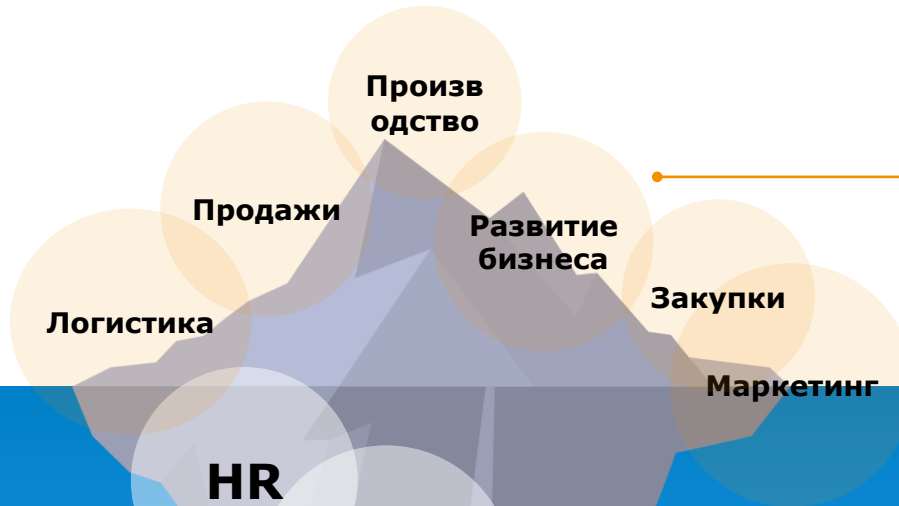 Произв
одство
Продажи
Развитие
бизнеса
Закупки
Логистика
Маркетинг
HR